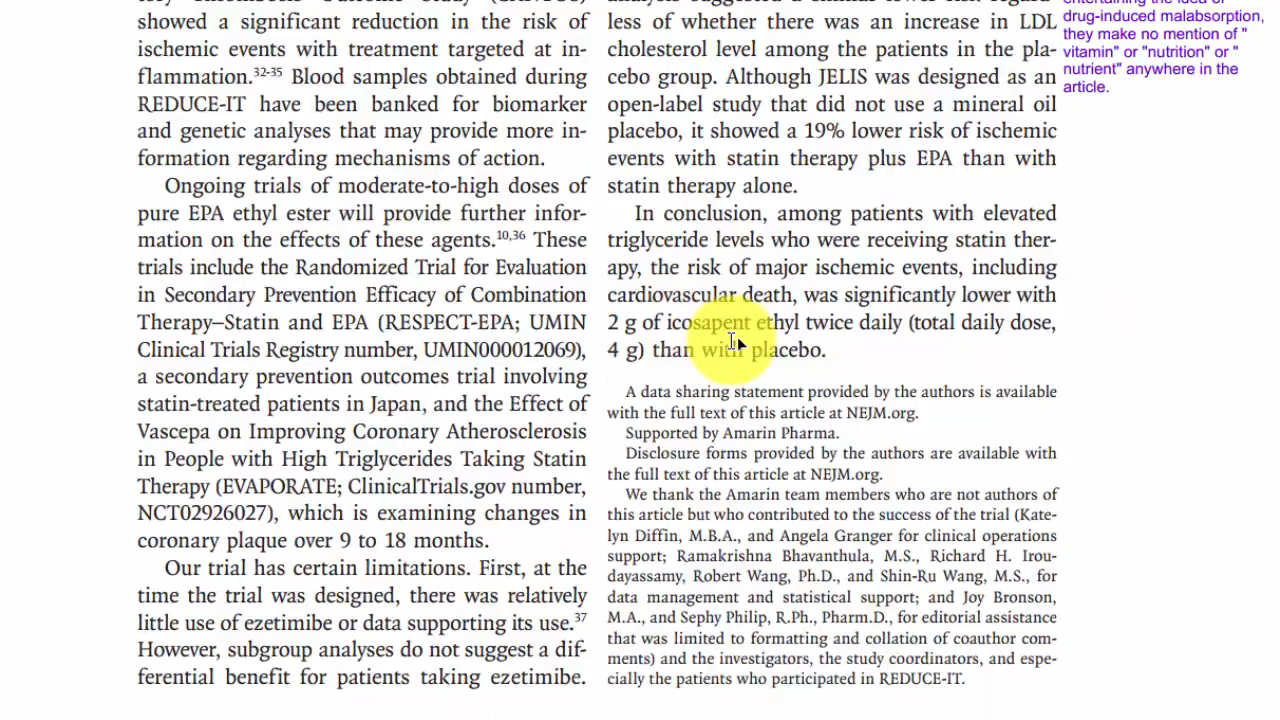 showed a significant reduction in the risk of
ischemic events with treatment targeted at in-
flammation.32-35 Blood samples obtained during
REDUCE-IT have been banked for biomarker
and genetic analyses that may provide more in-
formation regarding mechanisms of action.
Ongoing trials of moderate-to-high doses of
pure EPA ethyl ester will provide further infor-
mation on the effects of these agents.10,36 These
trials include the Randomized Trial for Evaluation
in Secondary Prevention Efficacy of Combination
Therapy–Statin and EPA (RESPECT-EPA; UMIN
Clinical Trials Registry number, UMIN000012069),
a secondary prevention outcomes trial involving
statin-treated patients in Japan, and the Effect of
Vascepa on Improving Coronary Atherosclerosis
in People with High Triglycerides Taking Statin
Therapy (EVAPORATE; ClinicalTrials.gov number,
NCT02926027), which is examining changes in
coronary plaque over 9 to 18 months.
Our trial has certain limitations. First, at the
time the trial was designed, there was relatively
little use of ezetimibe or data supporting its use.37
However, subgroup analyses do not suggest a dif-
ferential benefit for patients taking ezetimibe.
less of whether there was an increase in LDL
cholesterol level among the patients in the pla-
cebo group. Although JELIS was designed as an
open-label study that did not use a mineral oil
placebo, it showed a 19% lower risk of ischemic
events with statin therapy plus EPA than with
statin therapy alone.
In conclusion, among patients with elevated
triglyceride levels who were receiving statin ther-
apy, the risk of major ischemic events, including
cardiovascular death, was significantly lower with
2 g of icosapent ethyl twice daily (total daily dose,
4 g) than with placebo.
A data sharing statement provided by the authors is available
with the full text of this article at NEJM.org.
Supported by Amarin Pharma.
Disclosure forms provided by the authors are available with
the full text of this article at NEJM.org.
We thank the Amarin team members who are not authors of
this article but who contributed to the success of the trial (Kate-
lyn Diffin, M.B.A., and Angela Granger for clinical operations
support; Ramakrishna Bhavanthula, M.S., Richard H. Irou-
dayassamy, Robert Wang, Ph.D., and Shin-Ru Wang, M.S., for
data management and statistical support; and Joy Bronson,
M.A., and Sephy Philip, R.Ph., Pharm.D., for editorial assistance
that was limited to formatting and collation of coauthor com-
ments) and the investigators, the study coordinators, and espe-
cially the patients who participated in REDUCE-IT.
entertaining the idea of
drug-induced malabsorption,
they make no mention of "
vitamin" or "nutrition" or "
nutrient" anywhere in the
article.